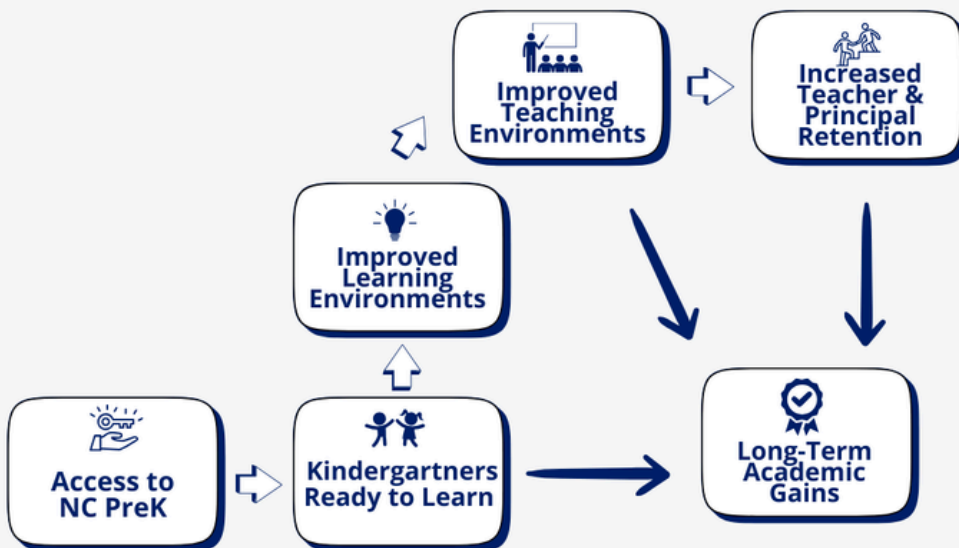 Improved
Teaching
Environments
Increased
Teacher &
Principal
Retention
Improved
Learning
Environments
Access to
NC PreK
Kindergartners
Ready to Learn
Long-Term
Academic
Gains